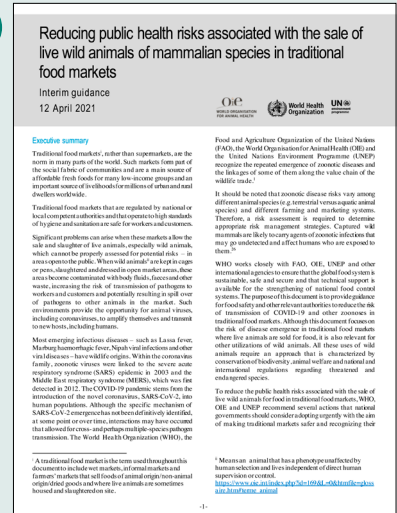 Reducing public health risks associated with the sale of
live wild animals of mammalian species in traditional
food markets
Interim guidance
12 April 2021
Oie
WORLD ORGANISATION
FOR ANIMAL HEALTH
World Health
Organization
UN
environment
programme
Executive summary
Traditional food markets¹, rather than supermarkets, are the
norm in many parts of the world. Such markets form part of
the social fabric of communities and are a main source of
affordable fresh foods for many low-income groups and an
important source of livelihoods for millions of urban and rural
dwellers worldwide.
Traditional food markets that are regulated by national or
local competent authorities and that operate to high standards
of hygiene and sanitation are safe for workers and customers.
Significant problems can arise when these markets allow the
sale and slaughter of live animals, especially wild animals,
which cannot be properly assessed for potential risks – in
areas open to the public. When wild animals⁶ are kept in cages
or pens, slaughtered and dressed in open market areas, these
areas become contaminated with body fluids, faeces and other
waste, increasing the risk of transmission of pathogens to
workers and customers and potentially resulting in spill over
of pathogens to other animals in the market. Such
environments provide the opportunity for animal viruses,
including coronaviruses, to amplify themselves and transmit
to new hosts, including humans.
Most emerging infectious diseases – such as Lassa fever,
Marburg haemorrhagic fever, Nipah viral infections and other
viral diseases – have wildlife origins. Within the coronavirus
family, zoonotic viruses were linked to the severe acute
respiratory syndrome (SARS) epidemic in 2003 and the
Middle East respiratory syndrome (MERS), which was first
detected in 2012. The COVID-19 pandemic stems from the
introduction of the novel coronavirus, SARS-CoV-2, into
human populations. Although the specific mechanism of
SARS-CoV-2 emergence has not been definitively identified,
at some point or over time, interactions may have occurred
that allowed for cross- and perhaps multiple-species pathogen
transmission. The World Health Organization (WHO), the
¹ A traditional food market is the term used throughout this
document to include wet markets, informal markets and
farmers' markets that sell foods of animal origin/non-animal
origin/dried goods and where live animals are sometimes
housed and slaughtered on site.
Food and Agriculture Organization of the United Nations
(FAO), the World Organisation for Animal Health (OIE) and
the United Nations Environment Programme (UNEP)
recognize the repeated emergence of zoonotic diseases and
the linkages of some of them along the value chain of the
wildlife trade.¹
It should be noted that zoonotic disease risks vary among
different animal species (e.g. terrestrial versus aquatic animal
species) and different farming and marketing systems.
Therefore, a risk assessment is required to determine
appropriate risk management strategies. Captured wild
mammals are likely to carry agents of zoonotic infections that
may go undetected and affect humans who are exposed to
them.
WHO works closely with FAO, OIE, UNEP and other
international agencies to ensure that the global food system is
sustainable, safe and secure and that technical support is
available for the strengthening of national food control
systems. The purpose of this document is to provide guidance
for food safety and other relevant authorities to reduce the risk
of transmission of COVID-19 and other zoonoses in
traditional food markets. Although this document focuses on
the risk of disease emergence in traditional food markets
where live animals are sold for food, it is also relevant for
other utilizations of wild animals. All these uses of wild
animals require an approach that is characterized by
conservation of biodiversity, animal welfare and national and
international regulations regarding threatened and
endangered species.
To reduce the public health risks associated with the sale of
live wild animals for food in traditional food markets, WHO,
OIE and UNEP recommend several actions that national
governments should consider adopting urgently with the aim
of making traditional markets safer and recognizing their
⁶ Means an animal that has a phenotype unaffected by
human selection and lives independent of direct human
supervision or control.
-1-